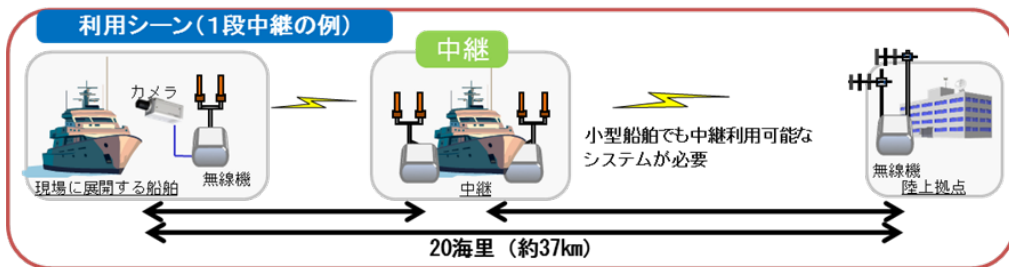 利用シーン（１段中継の例）
中継
カメラ
無線機
現場に展開する船舶
中継
小型船舶でも中継利用可能な
システムが必要
無線機
陸上拠点
20海里 （約37km）